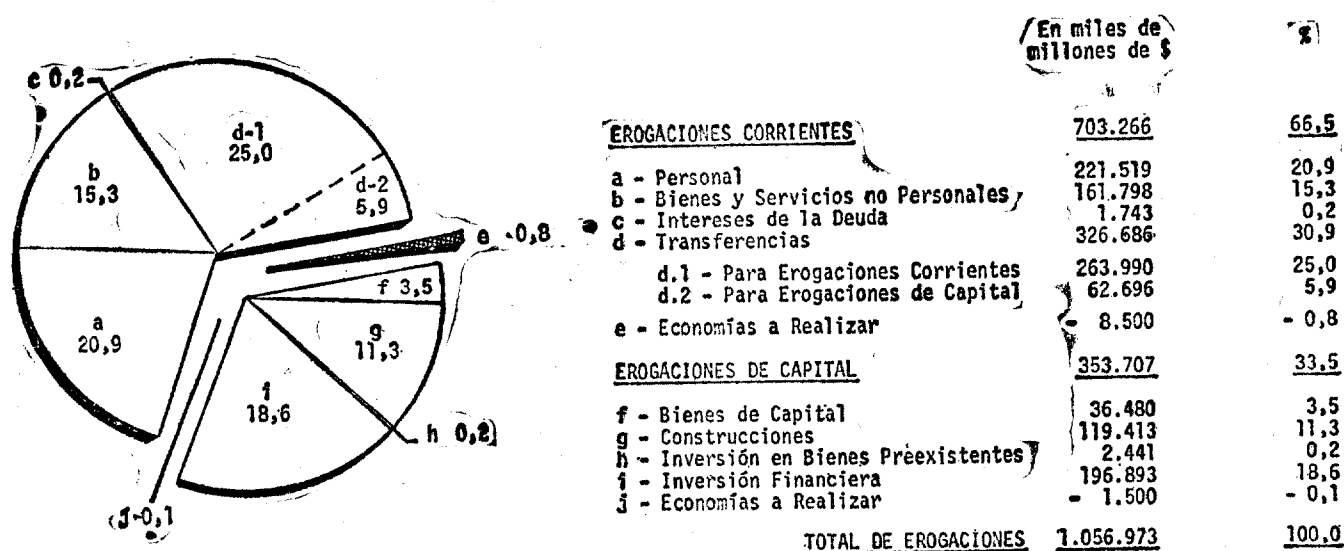 c 0,2
d-1
25,0
b
15,3
d-2
5,9
e -0,8
f 3,5
a
20,9
g
11,3
i
18,6
h 0,2
J-0,1
En miles de
millones de $ %
EROGACIONES CORRIENTES 703.266 66,5
a - Personal 221.519 20,9
b - Bienes y Servicios no Personales 161.798 15,3
c - Intereses de la Deuda 1.743 0,2
d - Transferencias 326.686 30,9
d.1 - Para Erogaciones Corrientes 263.990 25,0
d.2 - Para Erogaciones de Capital 62.696 5,9
e - Economías a Realizar - 8.500 - 0,8
EROGACIONES DE CAPITAL 353.707 33,5
f - Bienes de Capital 36.480 3,5
g - Construcciones 119.413 11,3
h - Inversión en Bienes Preexistentes 2.441 0,2
i - Inversión Financiera 196.893 18,6
j - Economías a Realizar - 1.500 - 0,1
TOTAL DE EROGACIONES 1.056.973 100,0